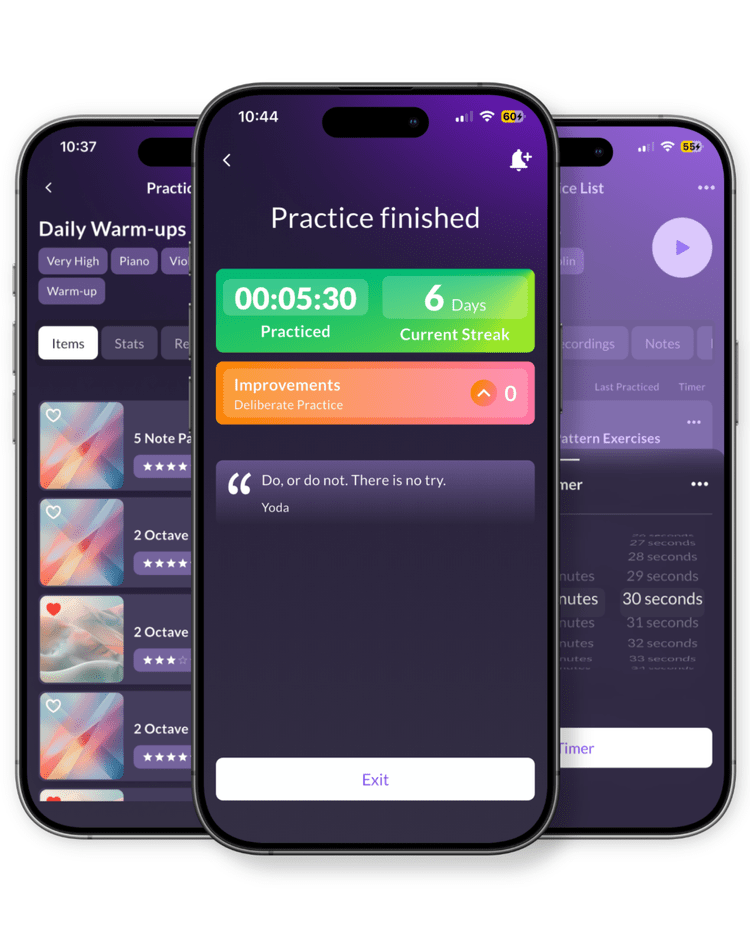 10:37
Practic
Daily Warm-ups
Very High
Piano
Viol
Warm-up
Items
Stats
Re
5 Note Pa
2 Octave
2 Octave
2 Octave
10:44
60
Practice finished
00:05:30
Practiced
6 Days
Current Streak
Improvements
Deliberate Practice
0
“
Do, or do not. There is no try.
Yoda
Exit
55
ice List
olin
ecordings
Notes
Last Practiced
Timer
Pattern Exercises
mer
27 seconds
28 seconds
nutes
29 seconds
nutes
30 seconds
nutes
31 seconds
nutes
32 seconds
nutes
33 seconds
Timer